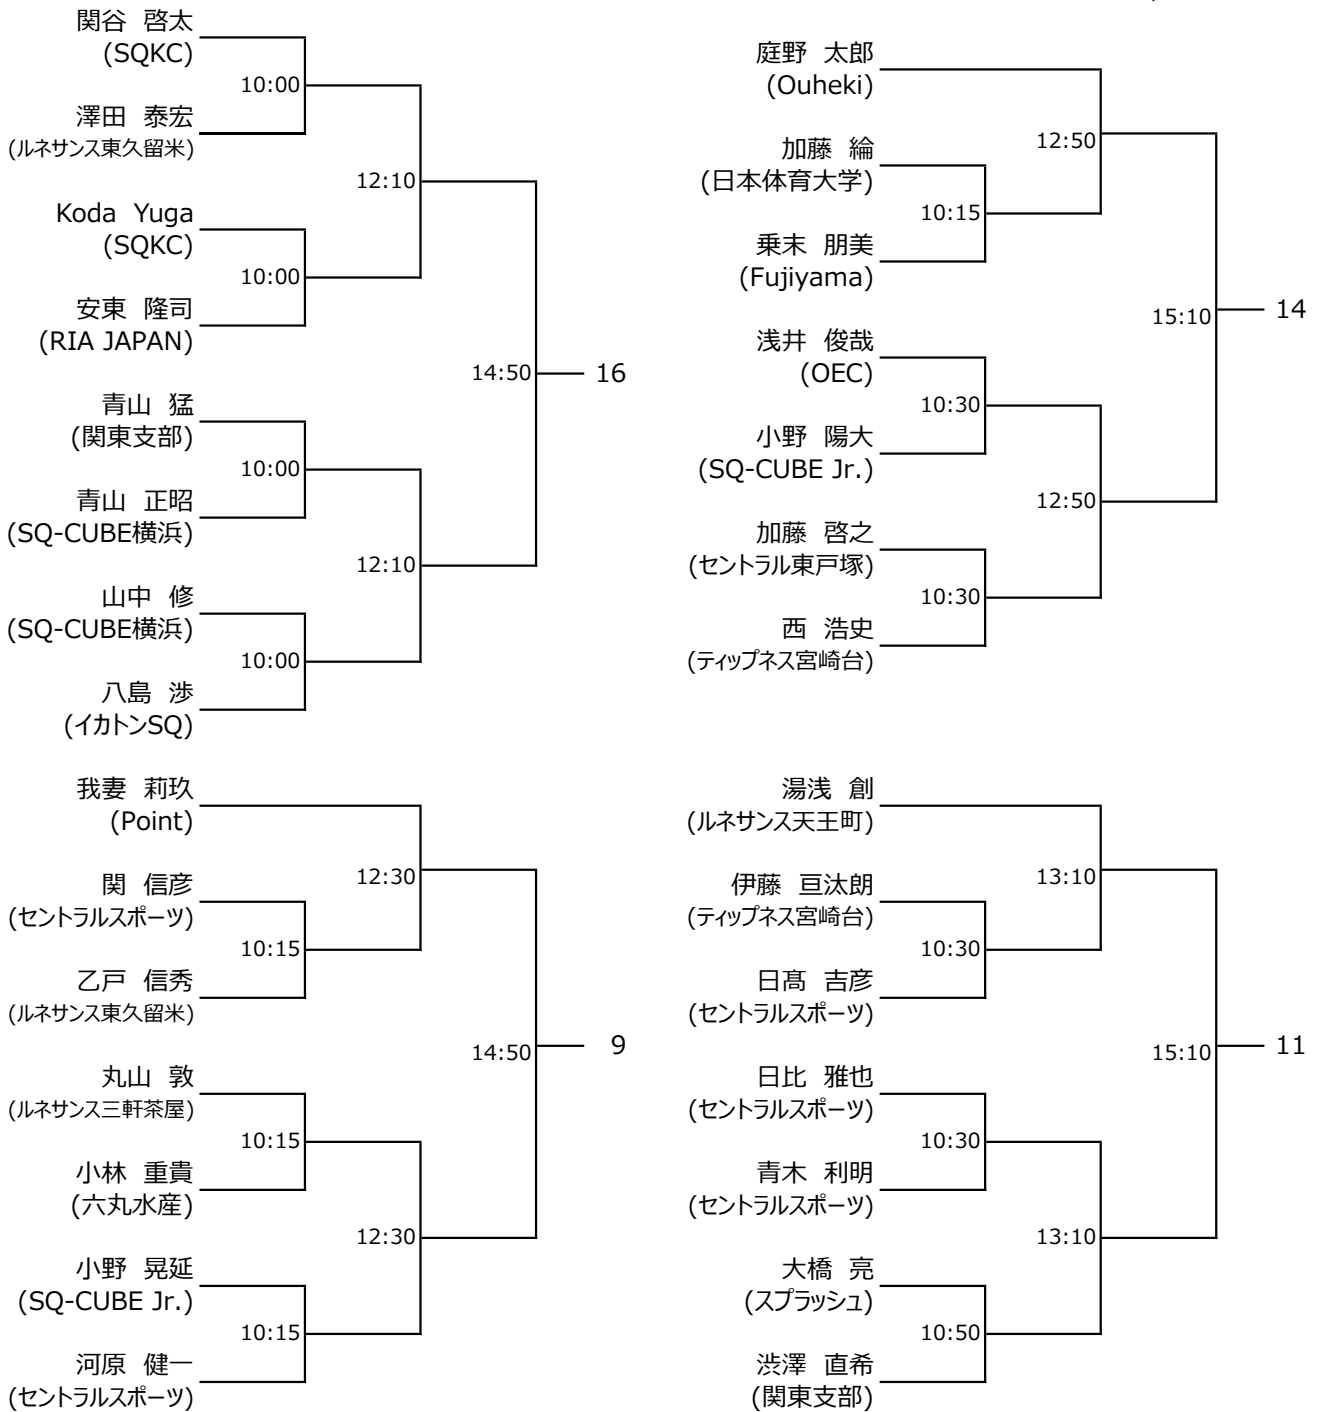 関谷 啓太
(SQKC)
10:00
澤田 泰宏
(ルネサンス東久留米)
12:10
Koda Yuga
(SQKC)
10:00
安東 隆司
(RIA JAPAN)
14:50
16
青山 猛
(関東支部)
10:00
青山 正昭
(SQ-CUBE横浜)
12:10
山中 修
(SQ-CUBE横浜)
10:00
八島 渉
(イカトンSQ)
庭野 太郎
(Ouheki)
12:50
加藤 綸
(日本体育大学)
10:15
乗末 朋美
(Fujiyama)
15:10
14
浅井 俊哉
(OEC)
10:30
小野 陽大
(SQ-CUBE Jr.)
12:50
加藤 啓之
(セントラル東戸塚)
10:30
西 浩史
(ティップネス宮崎台)
我妻 莉玖
(Point)
12:30
関 信彦
(セントラルスポーツ)
10:15
乙戸 信秀
(ルネサンス東久留米)
14:50
9
丸山 敦
(ルネサンス三軒茶屋)
10:15
小林 重貴
(六丸水産)
12:30
小野 晃延
(SQ-CUBE Jr.)
10:15
河原 健一
(セントラルスポーツ)
湯浅 創
(ルネサンス天王町)
13:10
伊藤 亘汰朗
(ティップネス宮崎台)
10:30
日髙 吉彦
(セントラルスポーツ)
15:10
11
日比 雅也
(セントラルスポーツ)
10:30
青木 利明
(セントラルスポーツ)
13:10
大橋 亮
(スプラッシュ)
10:50
渋澤 直希
(関東支部)